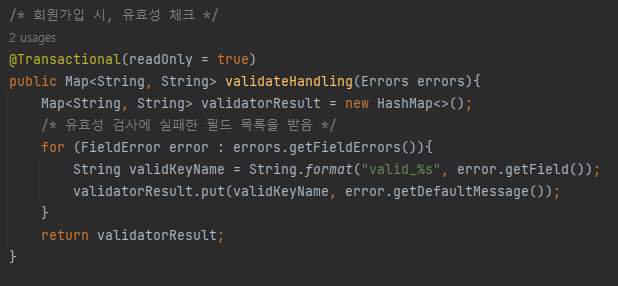 /* 회원가입 시, 유효성 체크 */
2 usages
@Transactional(readOnly = true)
public Map<String, String> validateHandling(Errors errors){
    Map<String, String> validatorResult = new HashMap<>();
    /* 유효성 검사에 실패한 필드 목록을 받음 */
    for (FieldError error : errors.getFieldErrors()){
        String validKeyName = String.format("valid_%s", error.getField());
        validatorResult.put(validKeyName, error.getDefaultMessage());
    }
    return validatorResult;
}